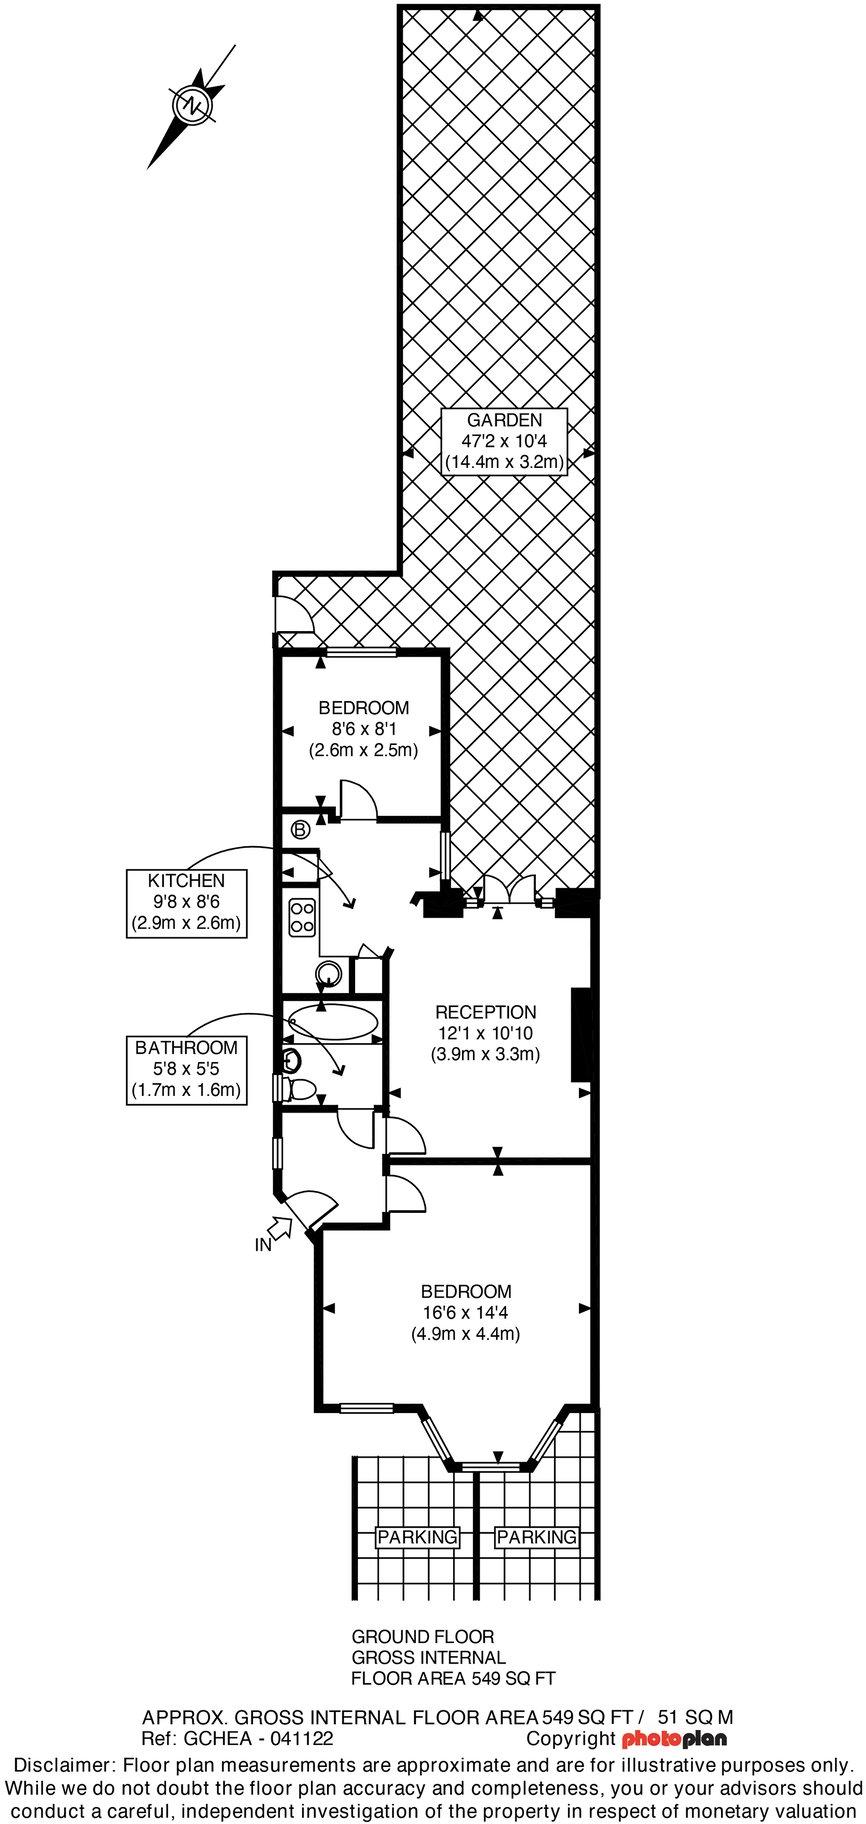 N
GARDEN
47'2 x 10'4
(14.4m x 3.2m)
BEDROOM
8'6 x 8'1
(2.6m x 2.5m)
B
KITCHEN
9'8 x 8'6
(2.9m x 2.6m)
RECEPTION
12'1 x 10'10
(3.9m x 3.3m)
BATHROOM
5'8 x 5'5
(1.7m x 1.6m)
IN
BEDROOM
16'6 x 14'4
(4.9m x 4.4m)
PARKING
PARKING
GROUND FLOOR
GROSS INTERNAL
FLOOR AREA 549 SQ FT
APPROX. GROSS INTERNAL FLOOR AREA 549 SQ FT / 51 SQ M
Ref: GCHEA - 041122
Copyright photoplan
Disclaimer: Floor plan measurements are approximate and are for illustrative purposes only.
While we do not doubt the floor plan accuracy and completeness, you or your advisors should
conduct a careful, independent investigation of the property in respect of monetary valuation